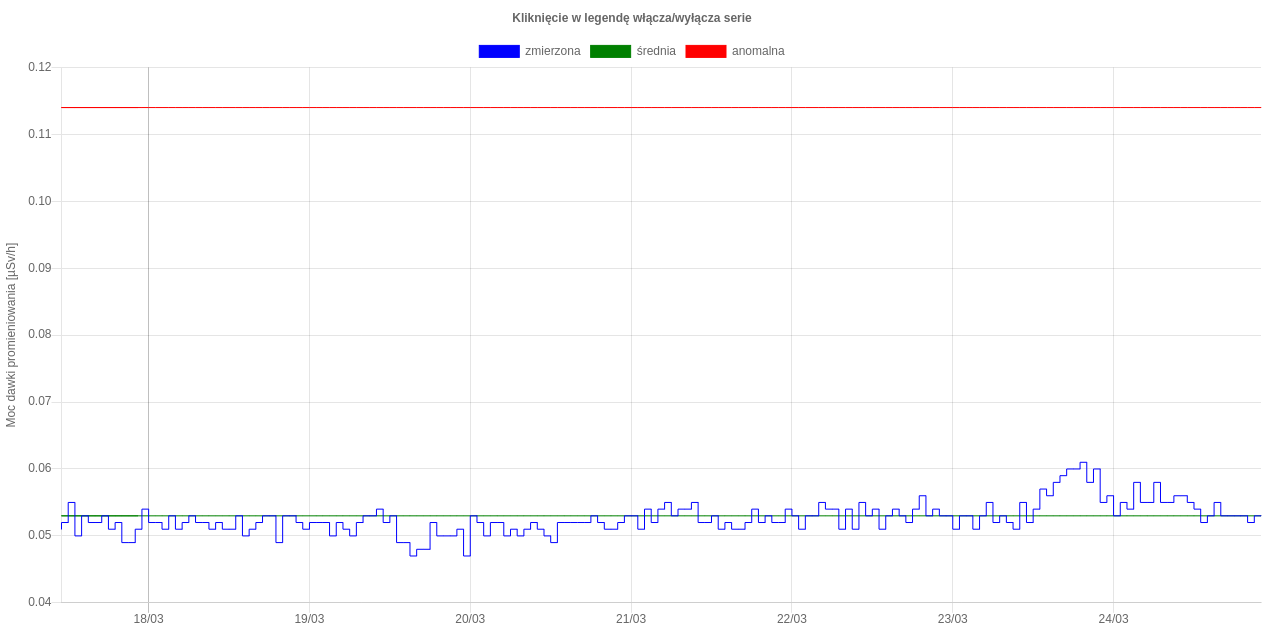 Kliknięcie w legendę włącza/wyłącza serie
zmierzona średnia anomalna
Moc dawki promieniowania [µSv/h]
0.12
0.11
0.10
0.09
0.08
0.07
0.06
0.05
0.04
18/03 19/03 20/03 21/03 22/03 23/03 24/03